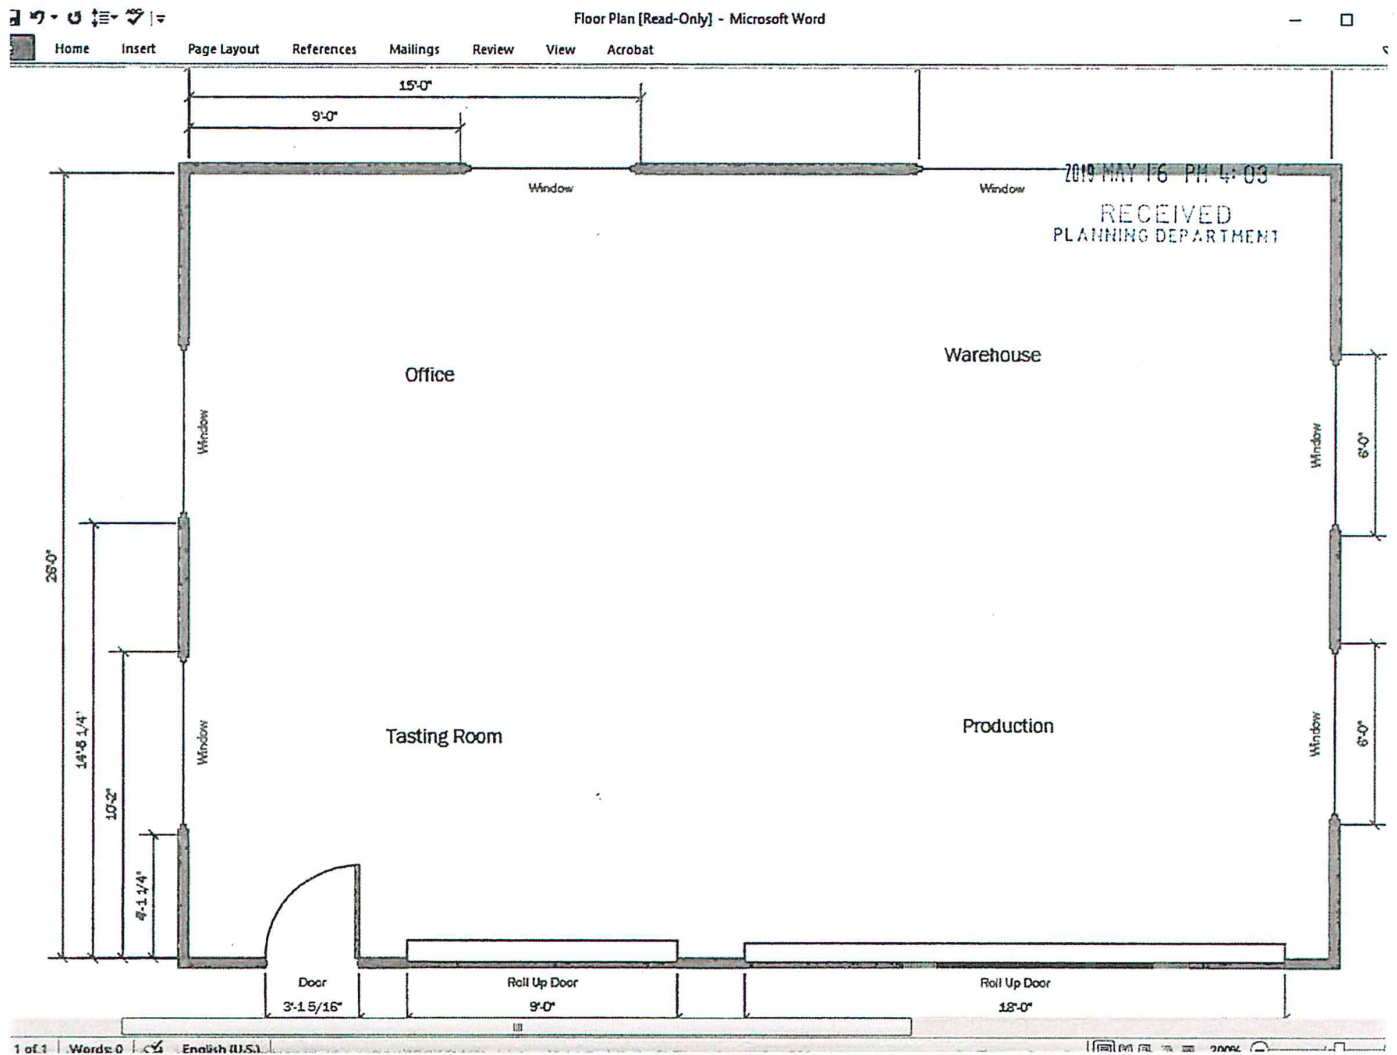 Floor Plan [Read-Only] - Microsoft Word
Home Insert Page Layout References Mailings Review View Acrobat
15'-0"
9'-0"
Window
Window
2019 MAY 16 PM 4:03
RECEIVED
PLANNING DEPARTMENT
Office
Warehouse
Window
Window
6'-0"
26'-0"
14'-8 1/4"
10'-2"
4'-1 1/4"
Window
Tasting Room
Production
Window
6'-0"
Door
Roll Up Door
Roll Up Door
3'-1 5/16"
9'-0"
18'-0"
1 of 1 Words: 0 English (U.S.) 200%